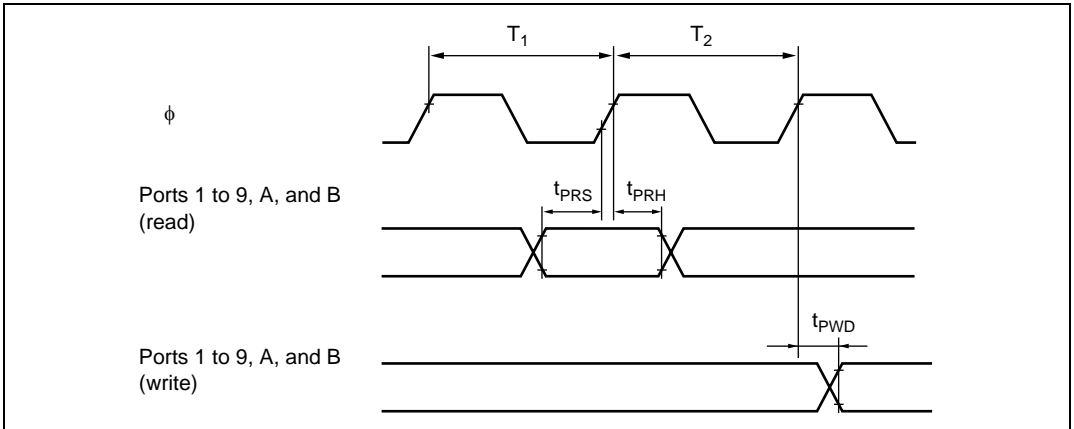 T1 T2
φ
Ports 1 to 9, A, and B
(read)
tPRS tPRH
tPWD
Ports 1 to 9, A, and B
(write)